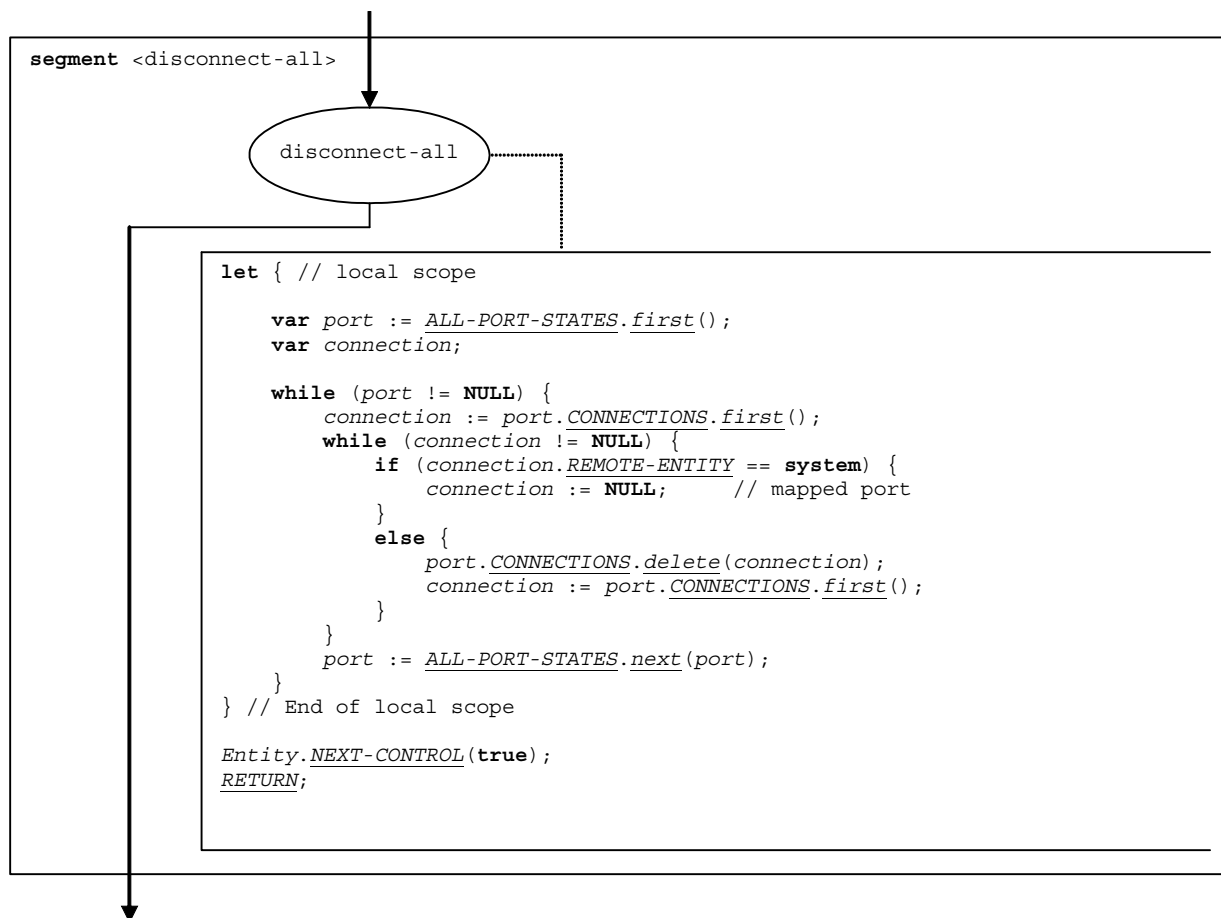 segment <disconnect-all>
disconnect-all
let { // local scope
var port := ALL-PORT-STATES.first();
var connection;
while (port != NULL) {
connection := port.CONNECTIONS.first();
while (connection != NULL) {
if (connection.REMOTE-ENTITY == system) {
connection := NULL; // mapped port
}
else {
port.CONNECTIONS.delete(connection);
connection := port.CONNECTIONS.first();
}
}
port := ALL-PORT-STATES.next(port);
}
} // End of local scope
Entity.NEXT-CONTROL(true);
RETURN;